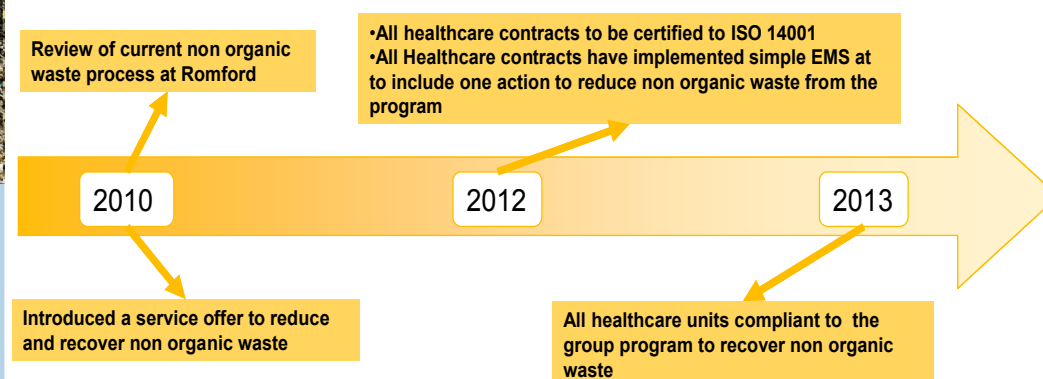 Review of current non organic
waste process at Romford
•All healthcare contracts to be certified to ISO 14001
•All Healthcare contracts have implemented simple EMS at
to include one action to reduce non organic waste from the
program
2010
2012
2013
Introduced a service offer to reduce
and recover non organic waste
All healthcare units compliant to the
group program to recover non organic
waste